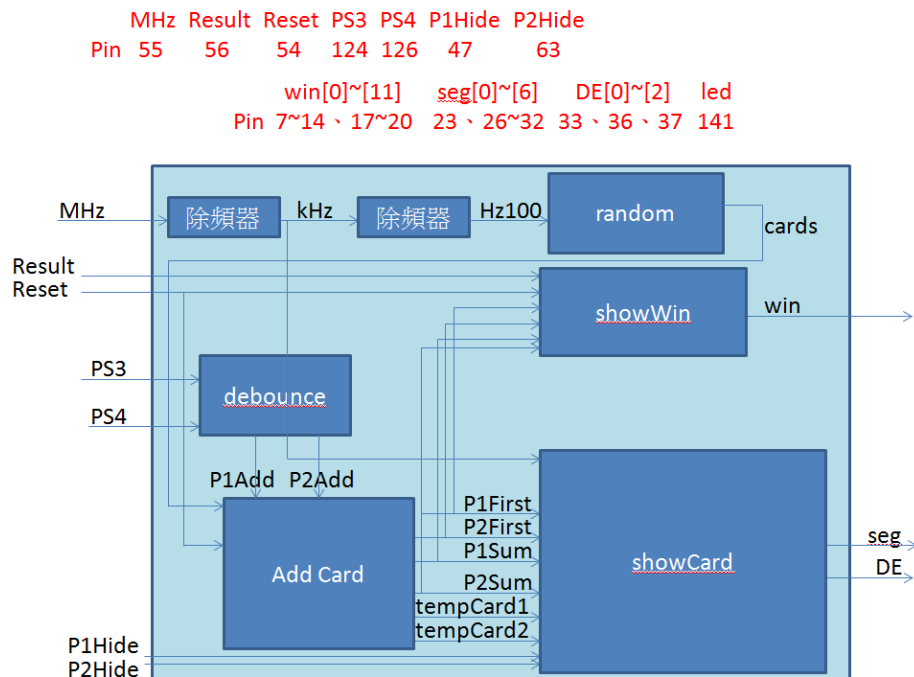 MHz Result Reset PS3 PS4 P1Hide P2Hide
Pin 55 56 54 124 126 47 63
win[0]~[11] seg[0]~[6] DE[0]~[2] led
Pin 7~14、17~20 23、26~32 33、36、37 141
MHz
除頻器
kHz
除頻器
Hz100
random
cards
Result
Reset
showWin
win
PS3
debounce
PS4
P1Add P2Add
P1First
P2First
P1Sum
Add Card
showCard
seg
DE
P2Sum
tempCard1
tempCard2
P1Hide
P2Hide